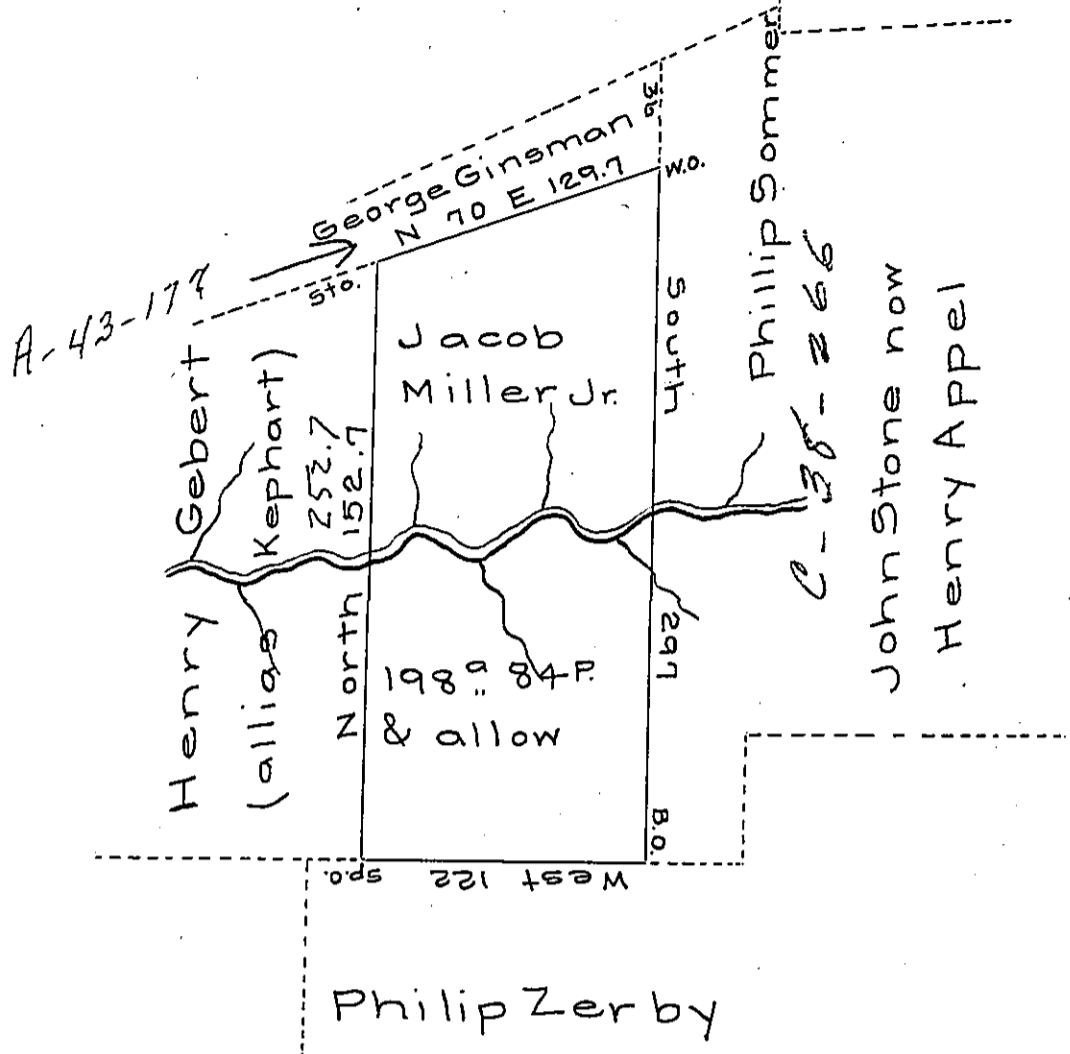 George Ginsman
36
N 70 E 129.7
W.O.
Sto.
A-43-177
Jacob
Miller Jr.
South
297
Phillip Sommer
C-38-266
John Stone now
Henry Appel
Henry Gebert
(allias Kephart)
252.7
North 152.7
198 a 84 P.
& allow
B.O.
West 122
Sp.O.
Philip Zerby